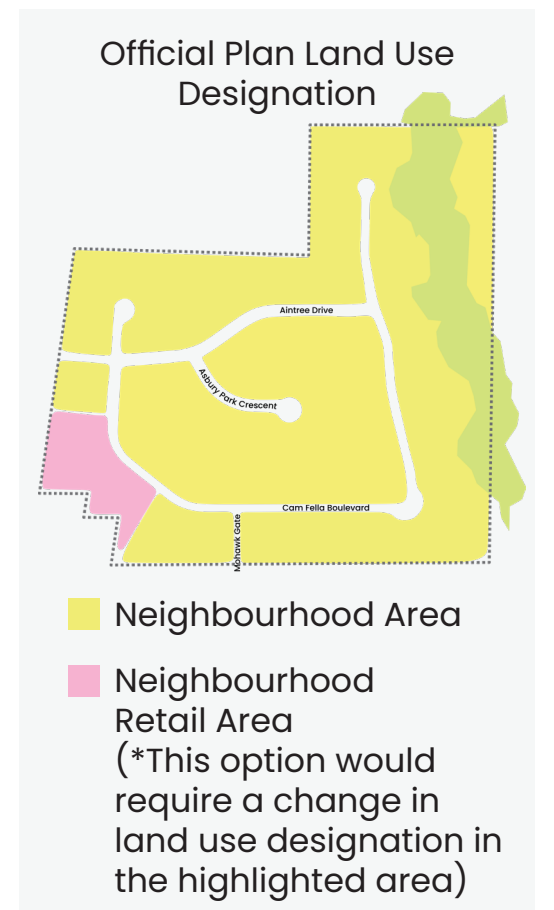 Official Plan Land Use
Designation
Aintree Drive
Asbury Park Crescent
Cam Fella Boulevard
Mohawk Gate
Neighbourhood Area
Neighbourhood
Retail Area
(*This option would
require a change in
land use designation in
the highlighted area)